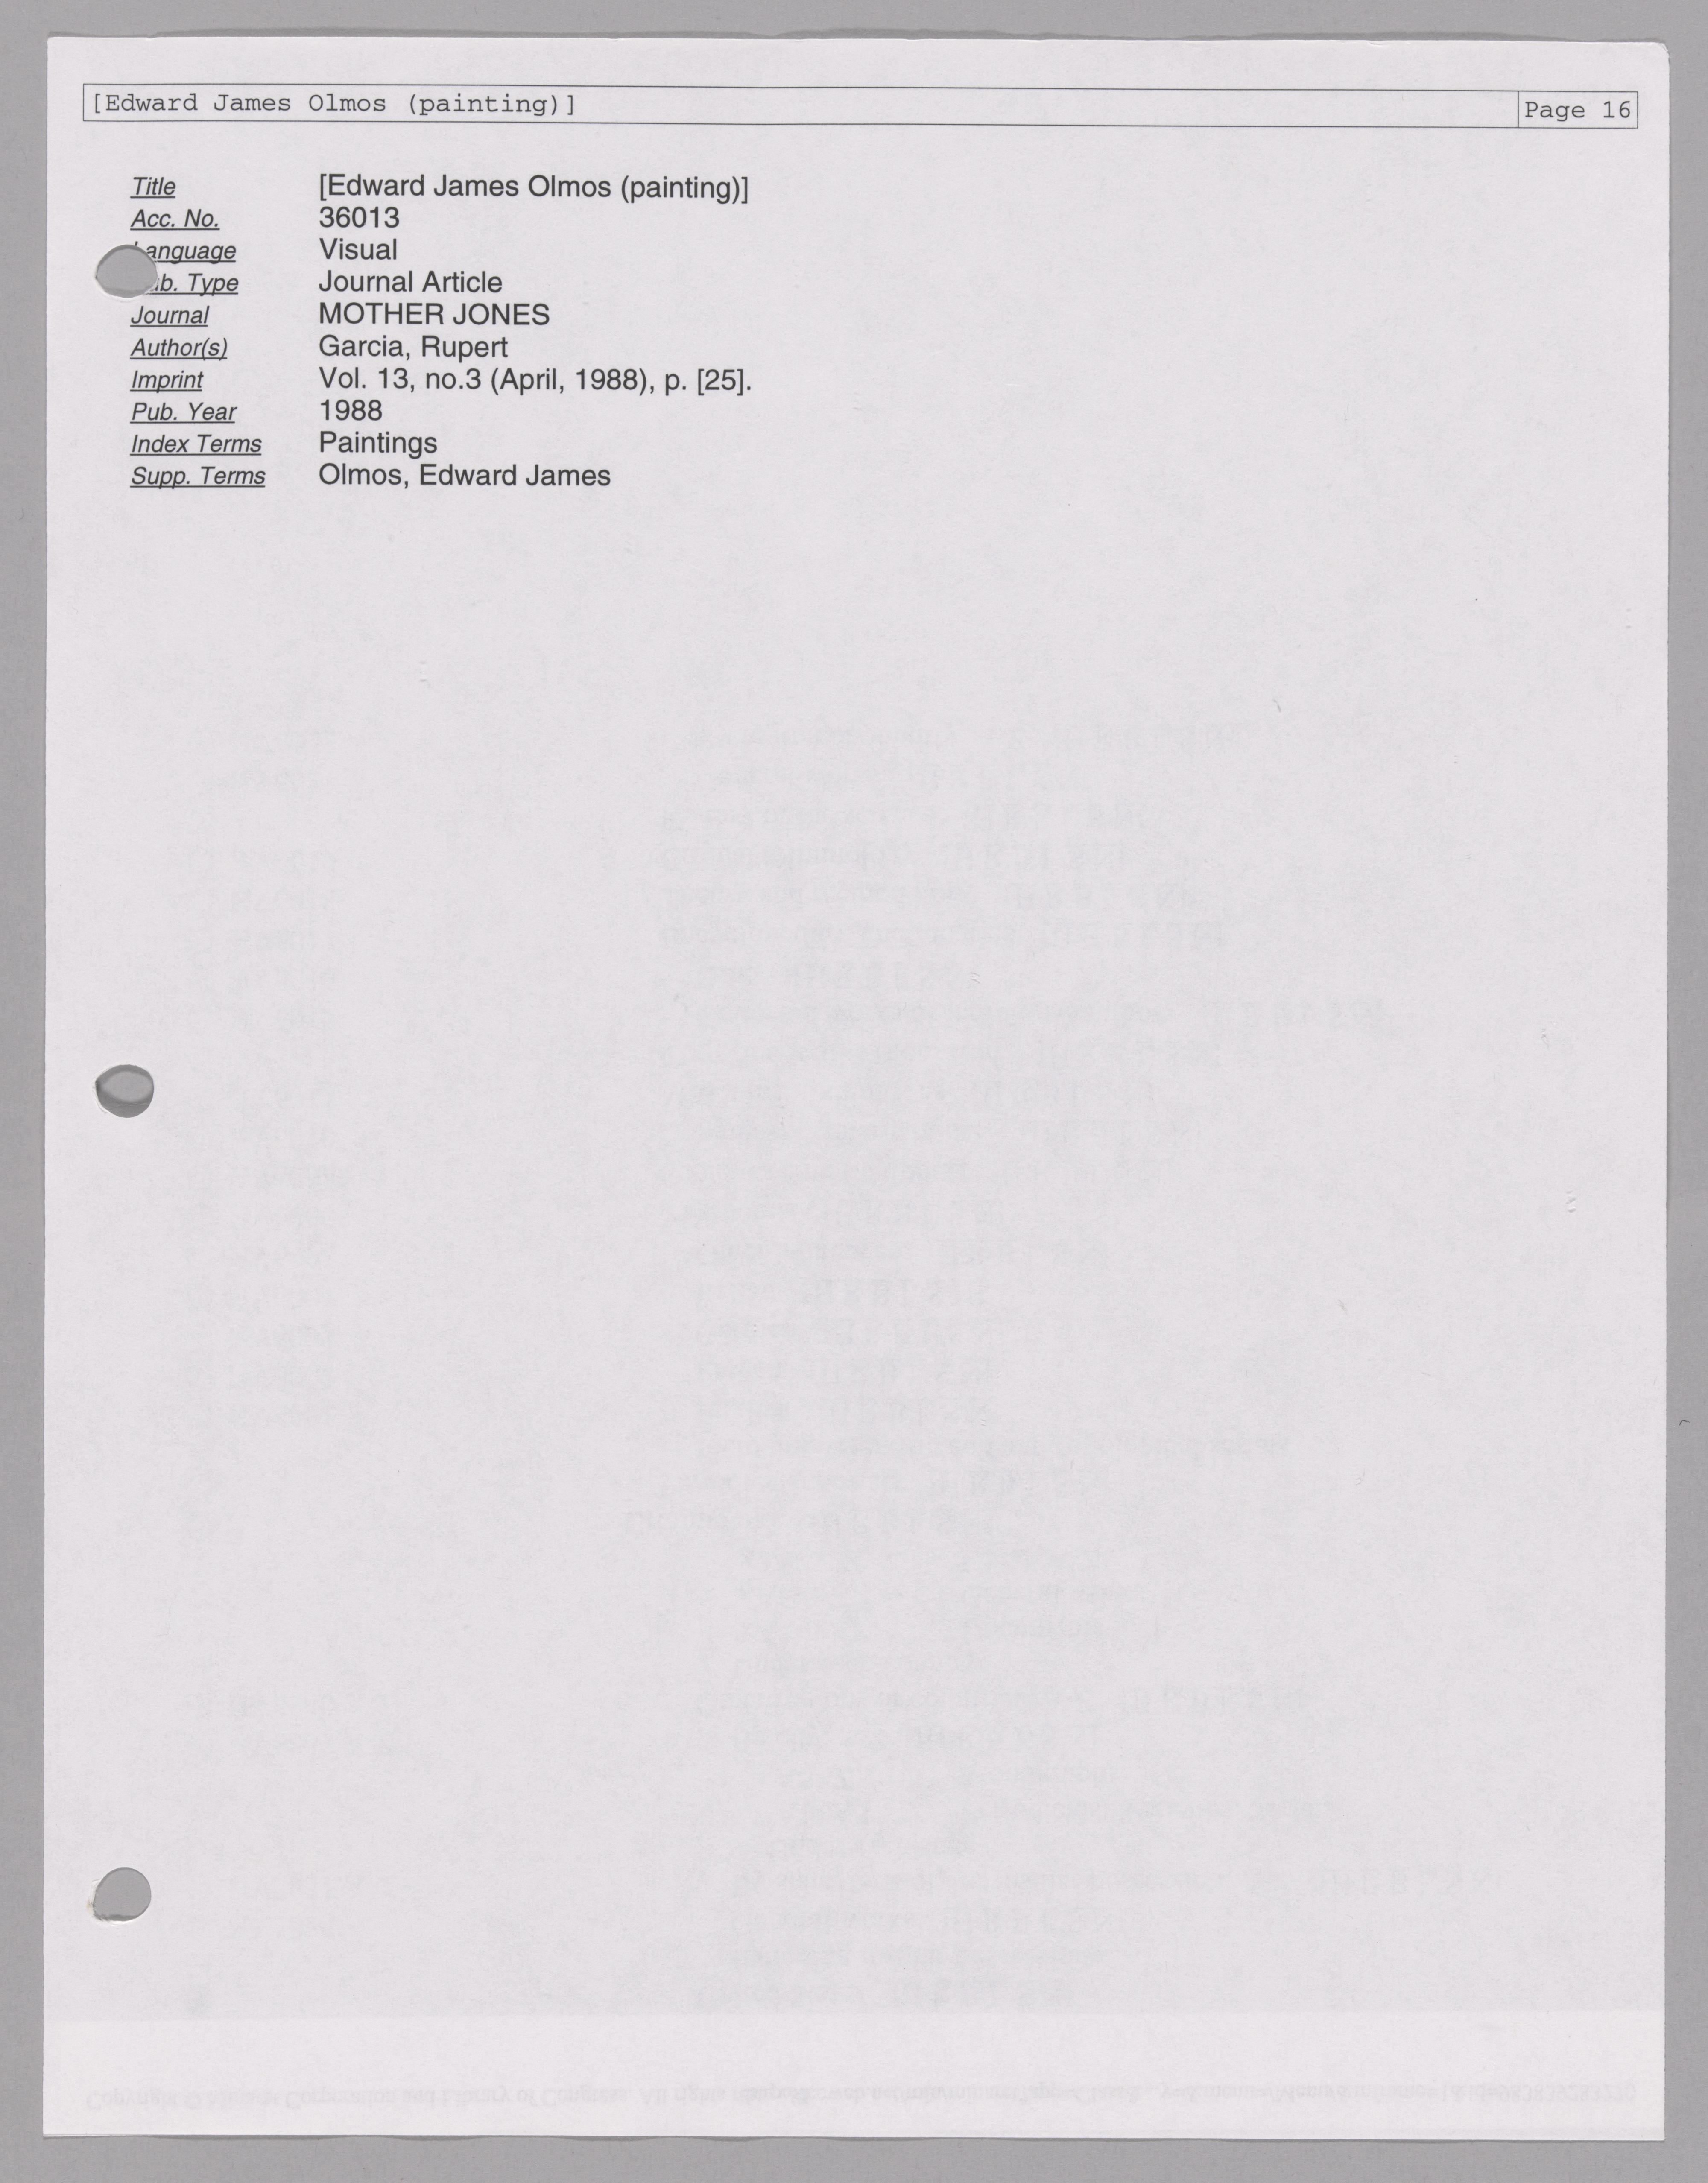 [Edward James Olmos (painting)] Page 16
Title [Edward James Olmos (painting)]
Acc. No. 36013
Language Visual
ub. Type Journal Article
Journal MOTHER JONES
Author(s) Garcia, Rupert
Imprint Vol. 13, no.3 (April, 1988), p. [25].
Pub. Year 1988
Index Terms Paintings
Supp. Terms Olmos, Edward James